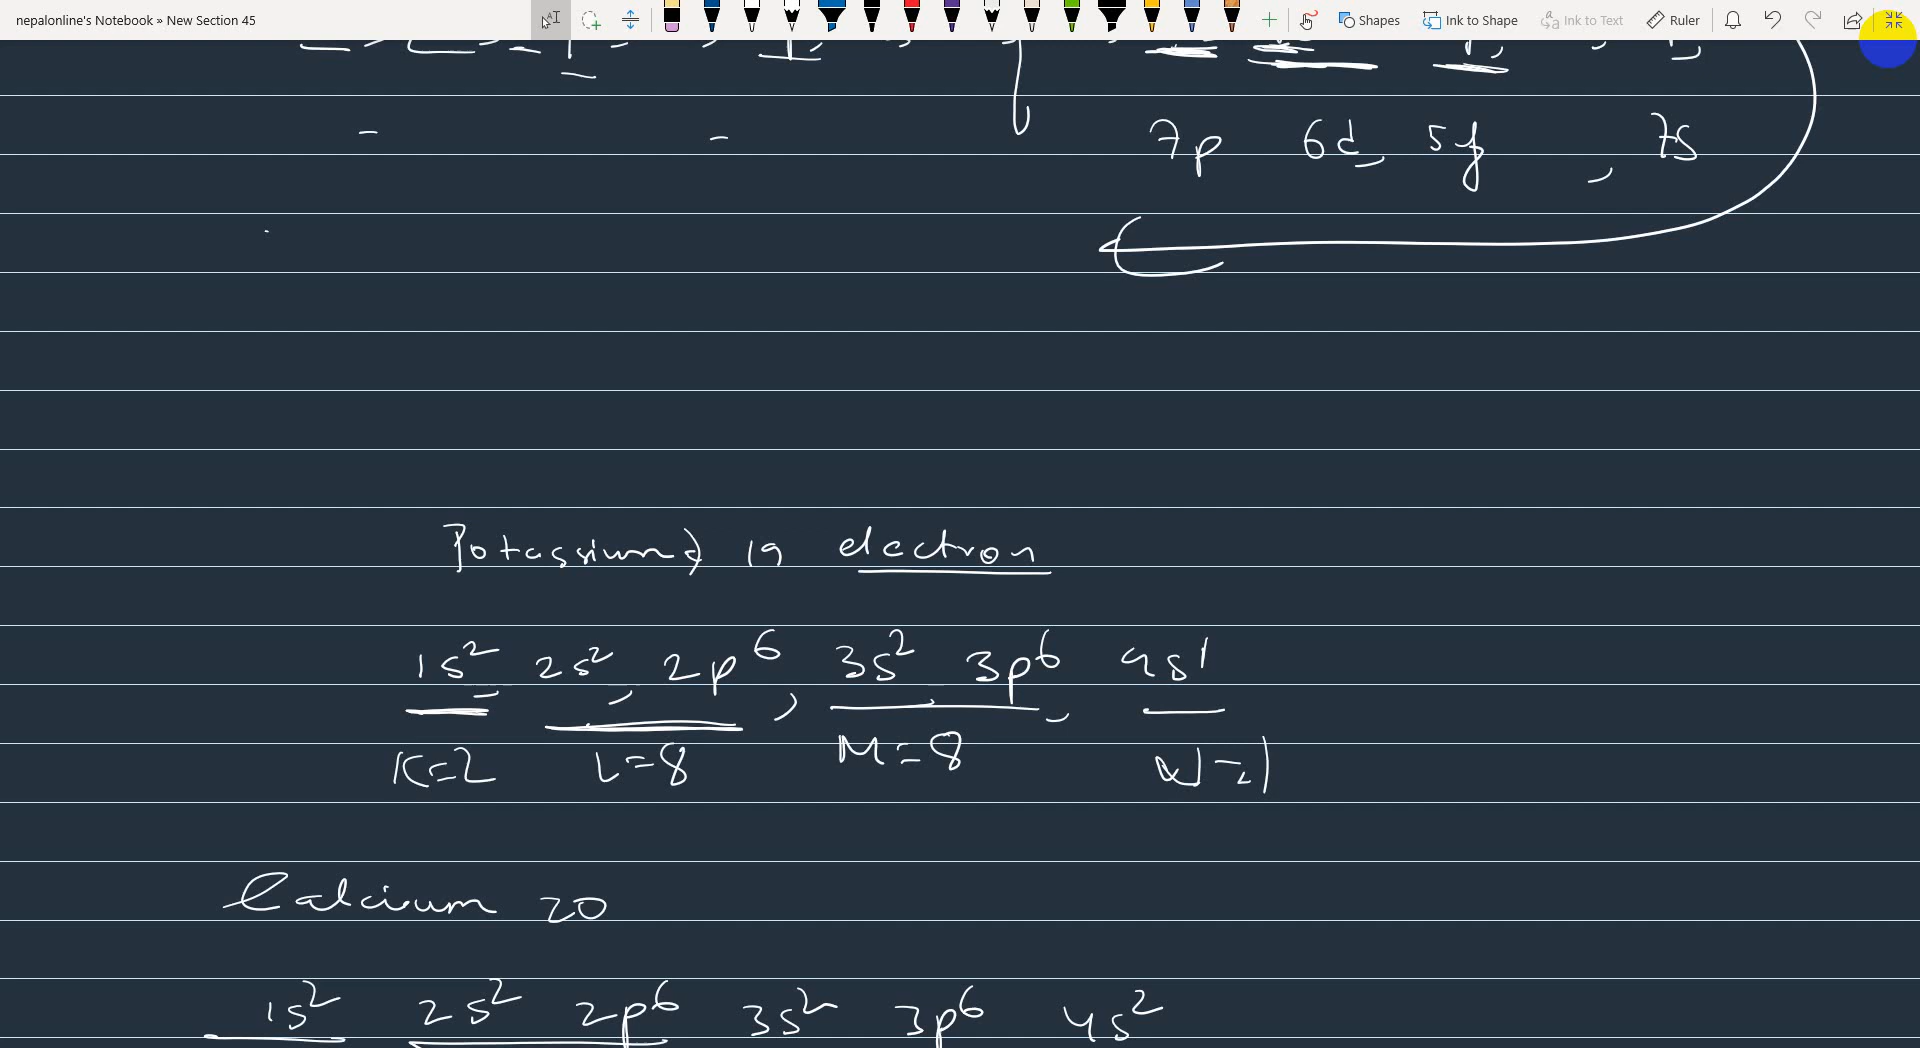 nepalonline's Notebook » New Section 45 Shapes Ink to Shape Ink to Text Ruler
7p 6d, 5f , 7s
Potassium 19 electron
1s², 2s², 2p⁶, 3s², 3p⁶, 4s¹
K=2 L=8 M=8 N=1
Calcium 20
1s² 2s² 2p⁶ 3s² 3p⁶ 4s²